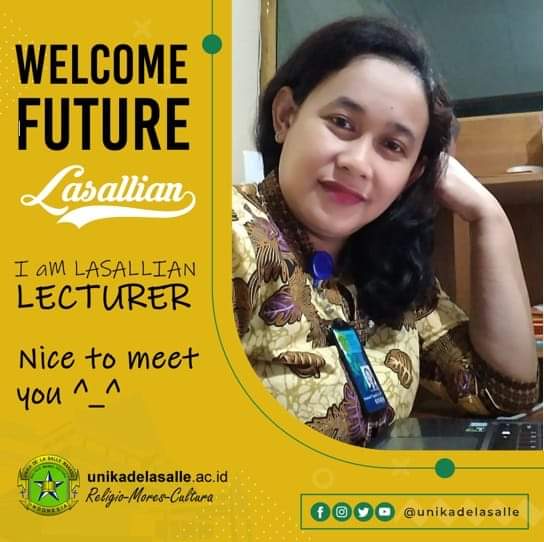 WELCOME
FUTURE
Lasallian
I aM LASALLIAN
LECTURER
Nice to meet
you ^_^
unikadelasalle.ac.id
Religio-Mores-Cultura
@unikadelasalle